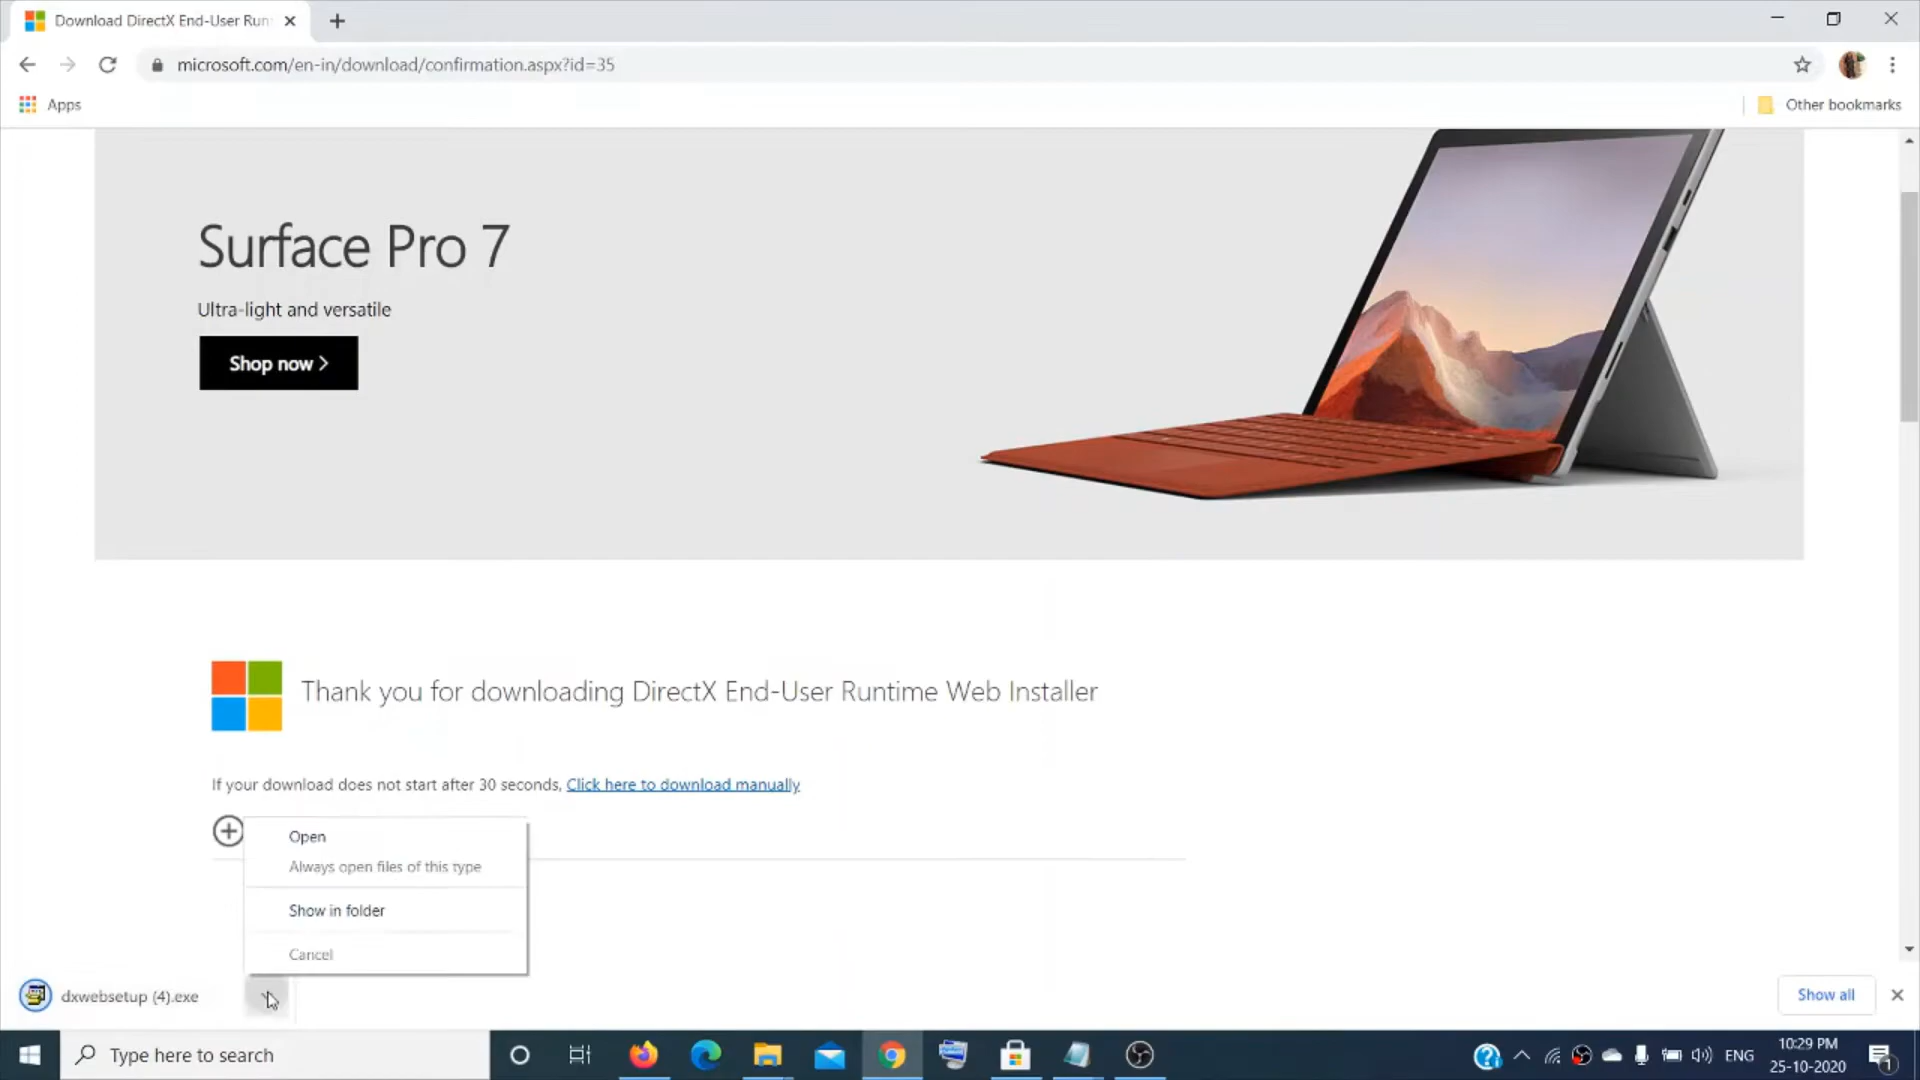 Download DirectX End-User Run
microsoft.com/en-in/download/confirmation.aspx?id=35
Apps
Other bookmarks
Surface Pro 7
Ultra-light and versatile
Shop now >
Thank you for downloading DirectX End-User Runtime Web Installer
If your download does not start after 30 seconds, Click here to download manually
Open
Always open files of this type
Show in folder
Cancel
dxwebsetup (4).exe
Show all
Type here to search
ENG
10:29 PM
25-10-2020
1